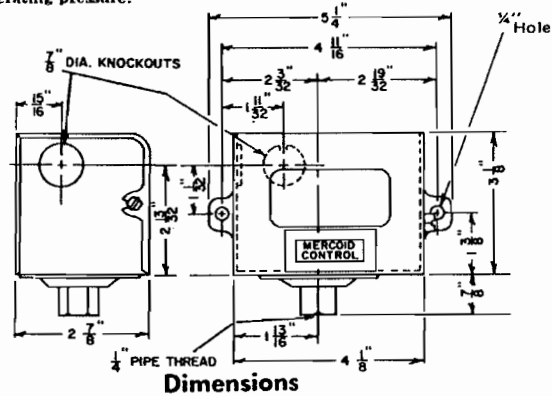 erating pressure.
5 1/4"
1/4" Hole
4 11/16"
7/8" DIA. KNOCKOUTS
2 3/32"
2 19/32"
15/16"
1 11/32"
1 1/32"
2 13/32"
3 1/8"
MERCOID
CONTROL
1 3/8"
7/8"
2 7/8"
1 13/16"
1/4" PIPE THREAD
4 1/8"
Dimensions